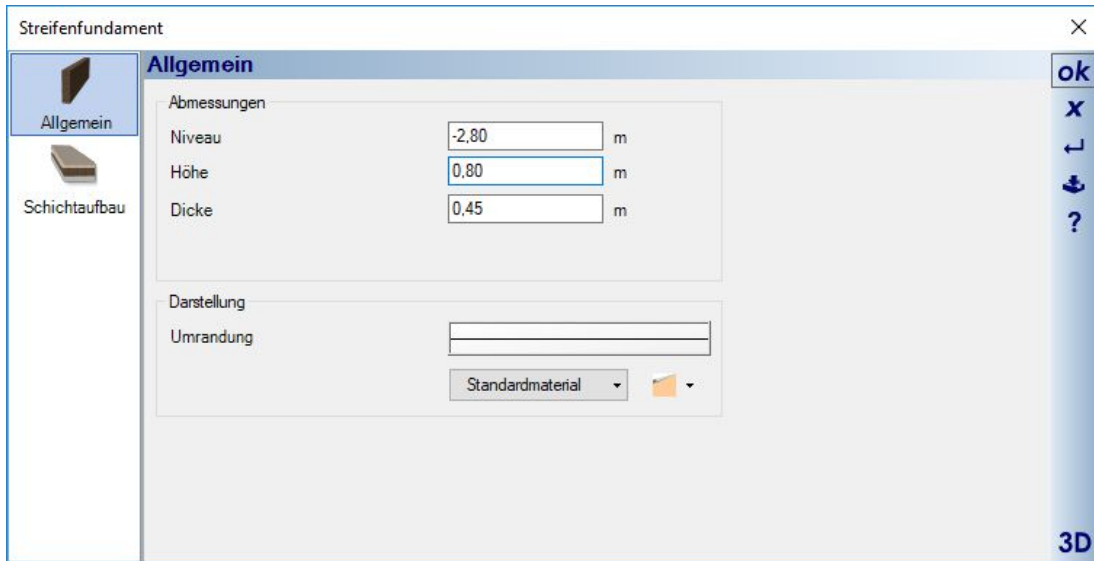 Streifenfundament
Allgemein
Schichtaufbau
Allgemein
Abmessungen
Niveau -2,80 m
Höhe 0,80 m
Dicke 0,45 m
Darstellung
Umrandung
Standardmaterial
ok
x
?
3D